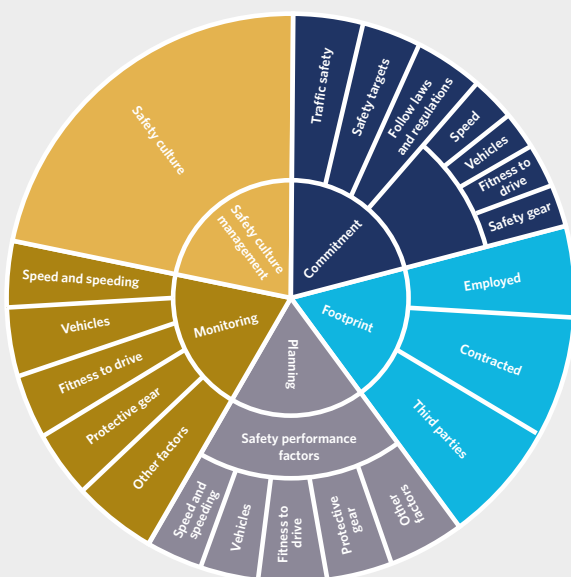 Safety culture
Safety culture
management
Commitment
Traffic safety
Safety targets
Follow laws
and regulations
Speed
Vehicles
Fitness to
drive
Safety gear
Footprint
Employed
Contracted
Third parties
Planning
Safety performance
factors
Other
factors
Protective
gear
Fitness to
drive
Vehicles
Speed and
speeding
Monitoring
Other factors
Protective gear
Fitness to drive
Vehicles
Speed and speeding